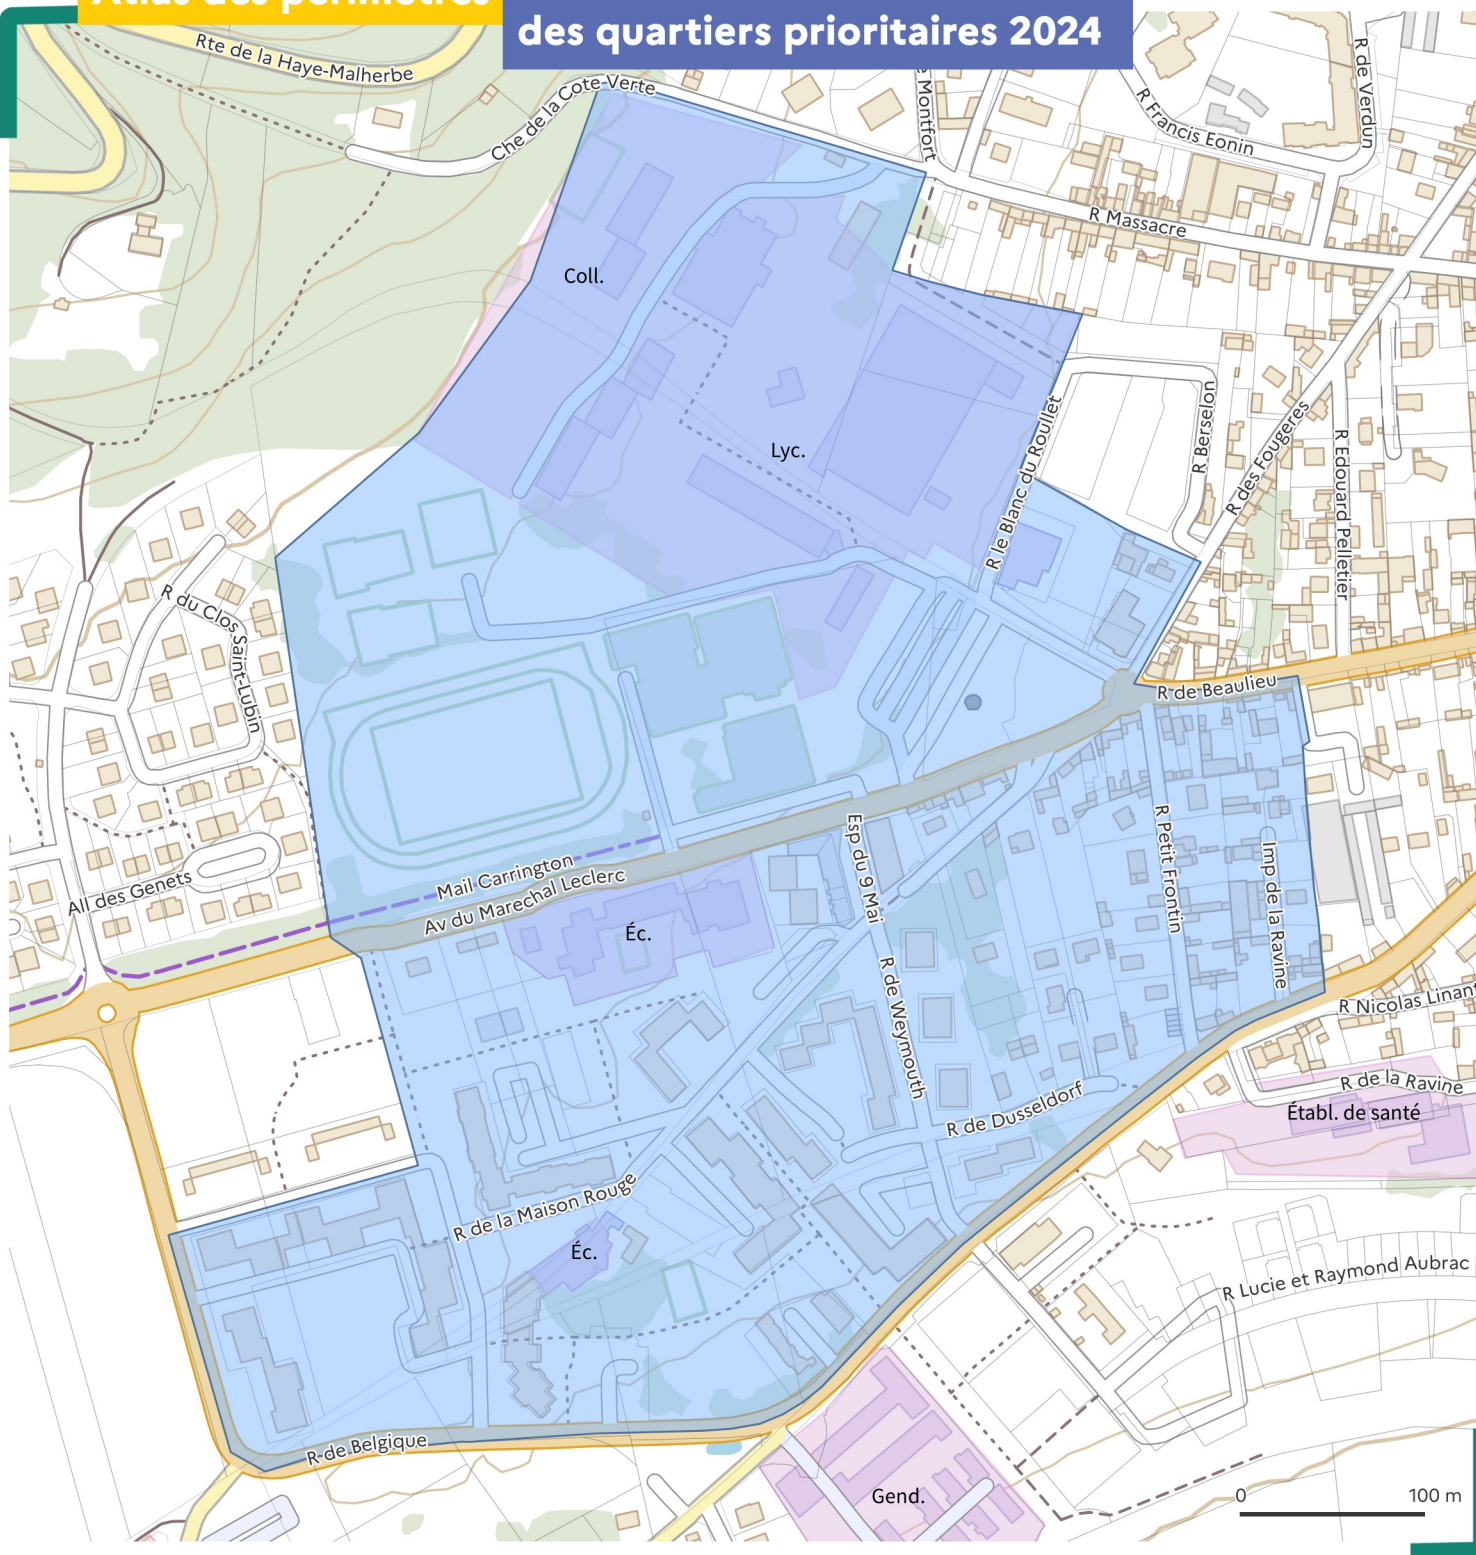 Atlas des périmètres
des quartiers prioritaires 2024
Rte de la Haye-Malherbe
Che de la Cote Verte
Montfort
R Francis Eonin
R de Verdun
R Massacre
Coll.
Lyc.
R le Blanc du Roullet
R Berselon
R des Fougeres
R Edouard Pelletier
R du Clos Saint-Lubin
R de Beaulieu
All des Genets
Mail Carrington
Av du Marechal Leclerc
Esp du 9 Mai
R Petit Frontin
Imp de la Ravine
Éc.
R de Weymouth
R Nicolas Linant
R de la Ravine
Établ. de santé
R de Dusseldorf
R de la Maison Rouge
Éc.
R Lucie et Raymond Aubrac
R de Belgique
Gend.
0 100 m